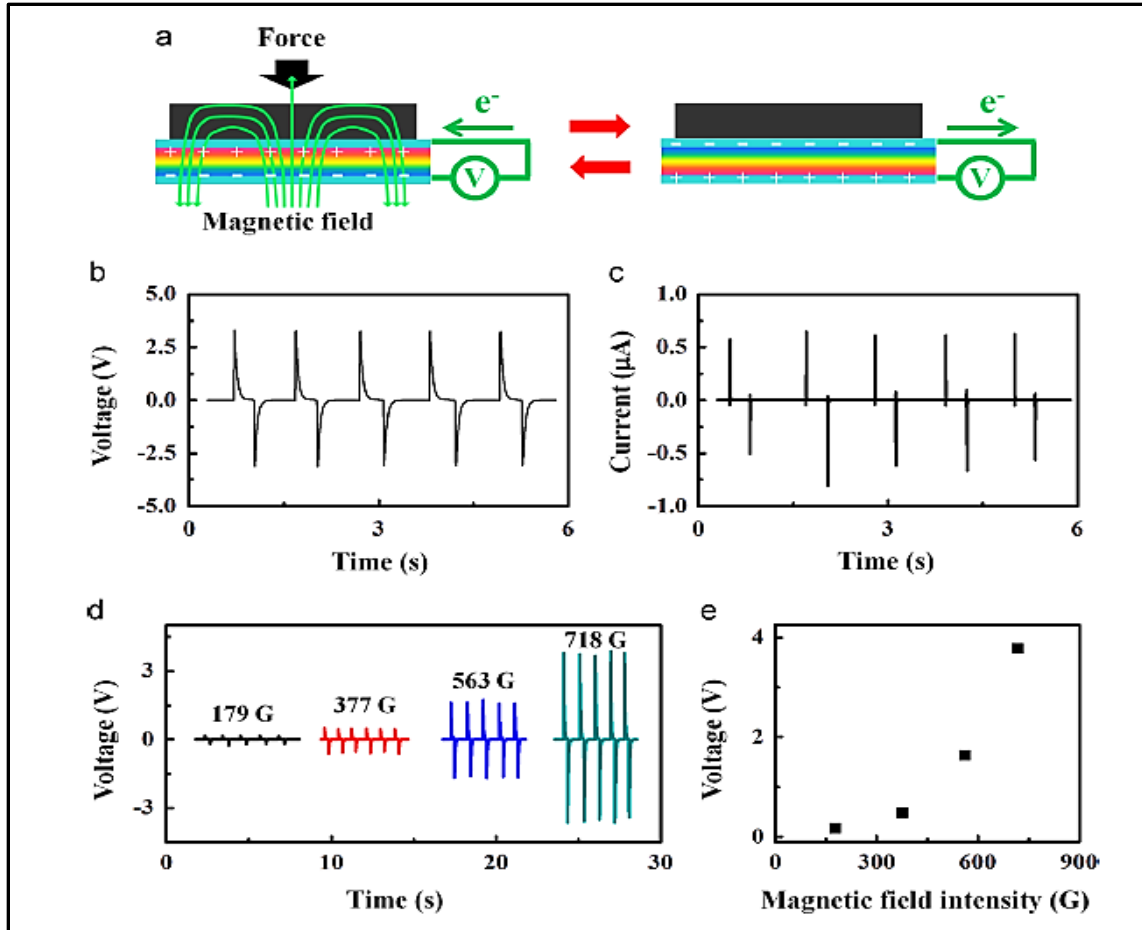 a
Force
e-
e-
+ + + + + + + +
- - - - - - - -
V
- - - - - - - -
+ + + + + + + +
V
Magnetic field
b
5.0
2.5
0.0
-2.5
-5.0
Voltage (V)
0
3
6
Time (s)
c
1.0
0.5
0.0
-0.5
-1.0
Current (μA)
0
3
6
Time (s)
d
3
0
-3
Voltage (V)
179 G
377 G
563 G
718 G
0
10
20
30
Time (s)
e
4
2
0
Voltage (V)
0
300
600
900
Magnetic field intensity (G)